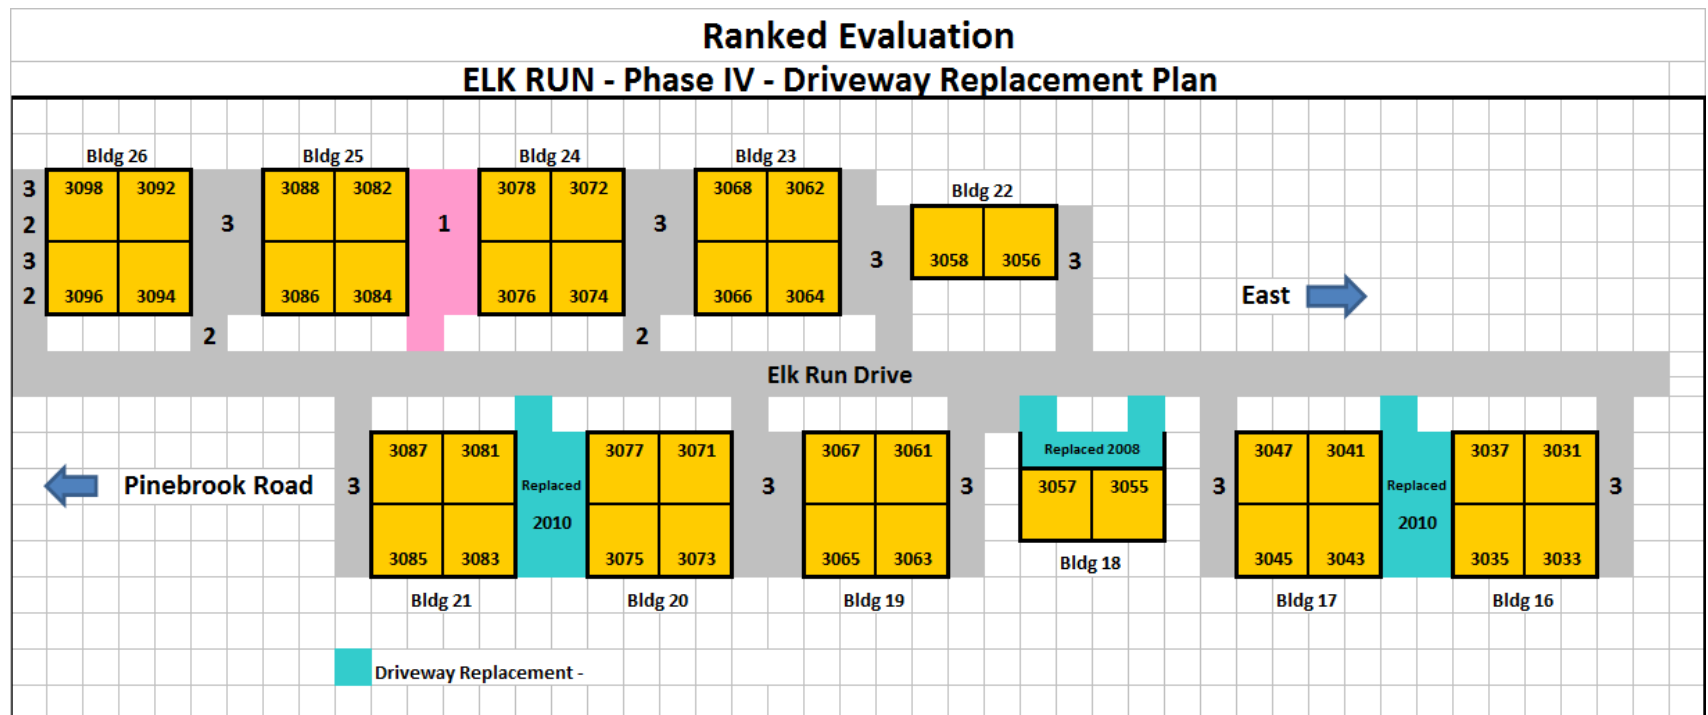 Ranked Evaluation
ELK RUN - Phase IV - Driveway Replacement Plan
Bldg 26 Bldg 25 Bldg 24 Bldg 23
3 3098 3092 3088 3082 3078 3072 3068 3062
Bldg 22
2 3 1 3
3 3 3058 3056 3
2 3096 3094 3086 3084 3076 3074 3066 3064
East
2 2
Elk Run Drive
3087 3081 3077 3071 3067 3061 Replaced 2008 3047 3041 3037 3031
Pinebrook Road 3 Replaced 3 3 3057 3055 3 Replaced 3
2010 2010
3085 3083 3075 3073 3065 3063 3045 3043 3035 3033
Bldg 18
Bldg 21 Bldg 20 Bldg 19 Bldg 17 Bldg 16
Driveway Replacement -